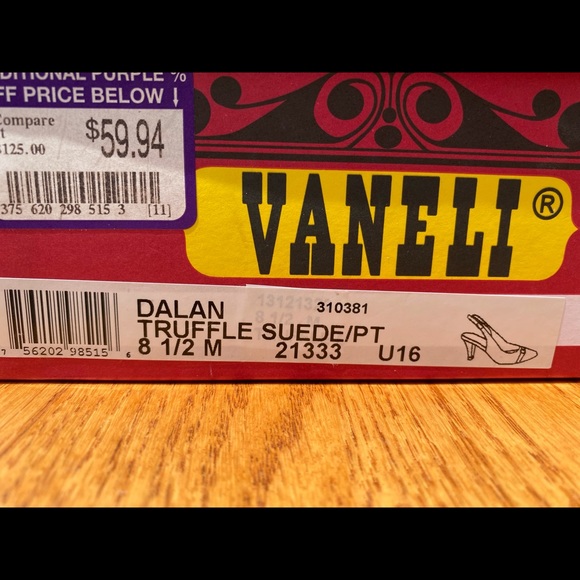 DITIONAL PURPLE %
FF PRICE BELOW ↓
Compare
t
$125.00
$59.94
375 620 298 515 3 [11]
VANELI®
DALAN 310381
TRUFFLE SUEDE/PT
8 1/2 M 21333 U16
7 56202 98515 6